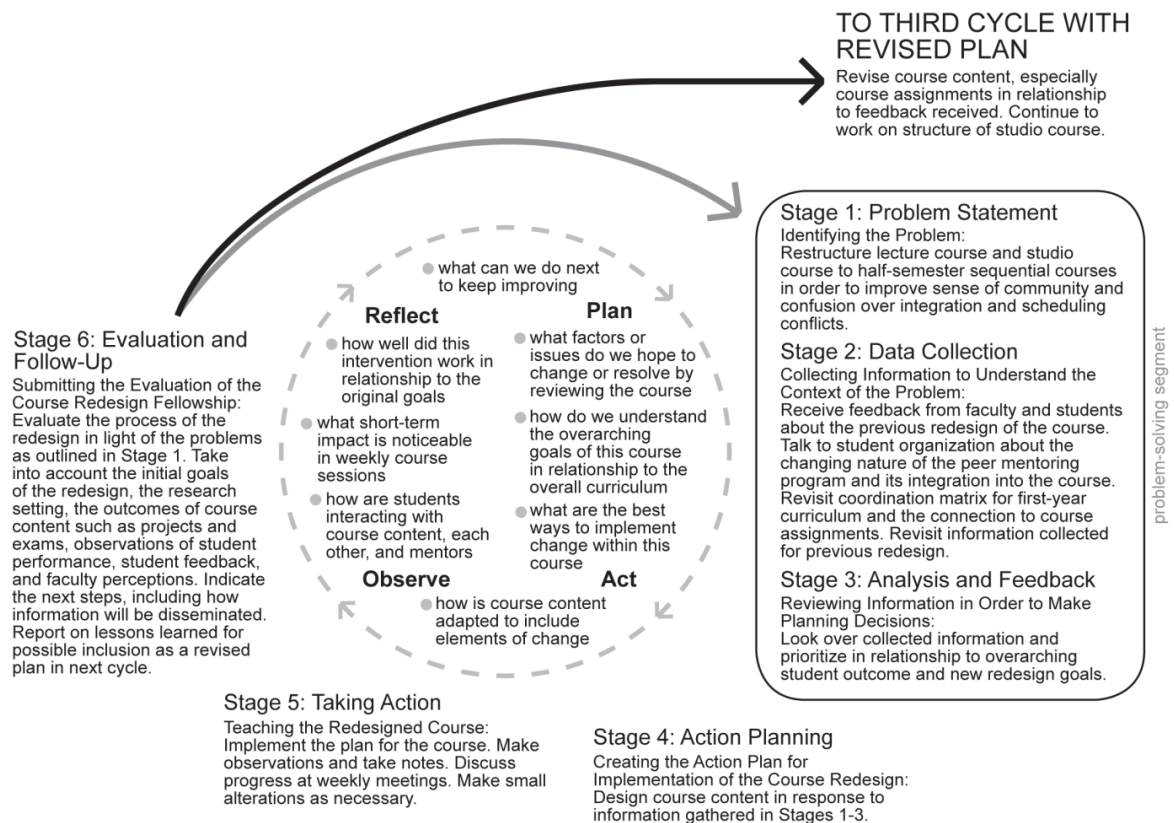 TO THIRD CYCLE WITH
REVISED PLAN
Revise course content, especially
course assignments in relationship
to feedback received. Continue to
work on structure of studio course.
Stage 1: Problem Statement
Identifying the Problem:
Restructure lecture course and studio
course to half-semester sequential courses
in order to improve sense of community and
confusion over integration and scheduling
conflicts.
Stage 2: Data Collection
Collecting Information to Understand the
Context of the Problem:
Receive feedback from faculty and students
about the previous redesign of the course.
Talk to student organization about the
changing nature of the peer mentoring
program and its integration into the course.
Revisit coordination matrix for first-year
curriculum and the connection to course
assignments. Revisit information collected
for previous redesign.
Stage 3: Analysis and Feedback
Reviewing Information in Order to Make
Planning Decisions:
Look over collected information and
prioritize in relationship to overarching
student outcome and new redesign goals.
problem-solving segment
Stage 4: Action Planning
Creating the Action Plan for
Implementation of the Course Redesign:
Design course content in response to
information gathered in Stages 1-3.
Stage 5: Taking Action
Teaching the Redesigned Course:
Implement the plan for the course. Make
observations and take notes. Discuss
progress at weekly meetings. Make small
alterations as necessary.
Stage 6: Evaluation and
Follow-Up
Submitting the Evaluation of the
Course Redesign Fellowship:
Evaluate the process of the
redesign in light of the problems
as outlined in Stage 1. Take
into account the initial goals
of the redesign, the research
setting, the outcomes of course
content such as projects and
exams, observations of student
performance, student feedback,
and faculty perceptions. Indicate
the next steps, including how
information will be disseminated.
Report on lessons learned for
possible inclusion as a revised
plan in next cycle.
what can we do next
to keep improving
Plan
what factors or
issues do we hope to
change or resolve by
reviewing the course
how do we understand
the overarching
goals of this course
in relationship to the
overall curriculum
what are the best
ways to implement
change within this
course
Act
how is course content
adapted to include
elements of change
Observe
how are students
interacting with
course content, each
other, and mentors
what short-term
impact is noticeable
in weekly course
sessions
how well did this
intervention work in
relationship to the
original goals
Reflect